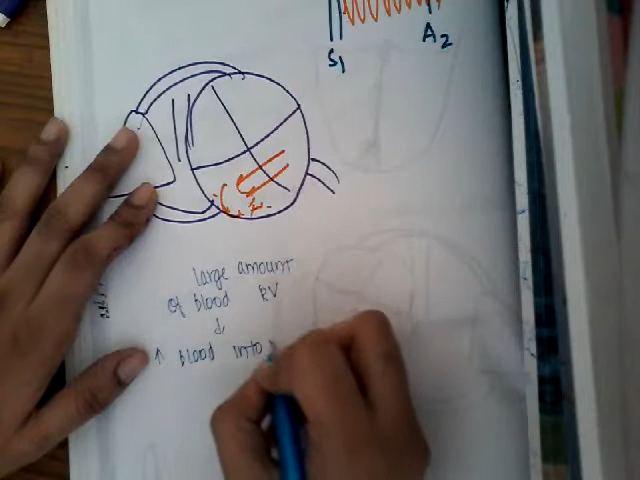 S1
A2
large amount
of Blood RV
↓
↑ Blood into